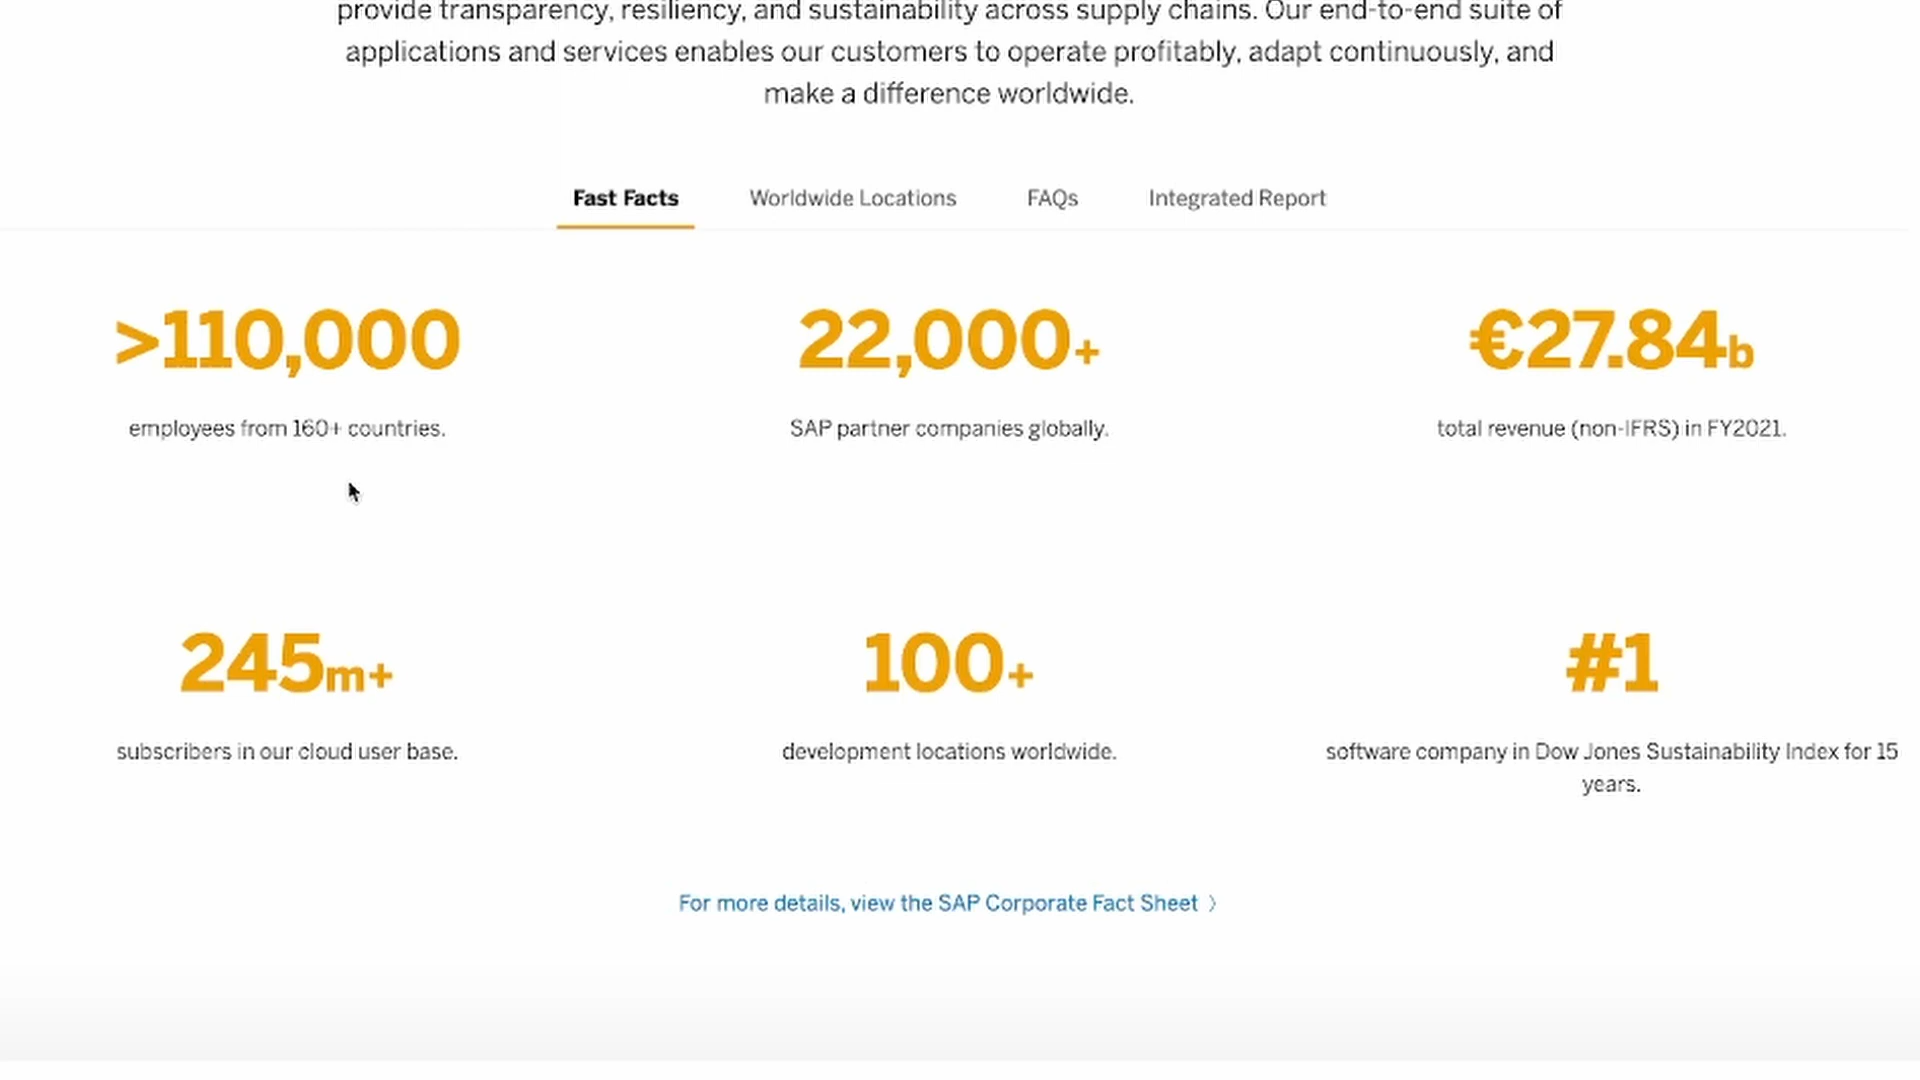 provide transparency, resiliency, and sustainability across supply chains. Our end-to-end suite of
applications and services enables our customers to operate profitably, adapt continuously, and
make a difference worldwide.
Fast Facts
Worldwide Locations
FAQs
Integrated Report
>110,000
employees from 160+ countries.
22,000+
SAP partner companies globally.
€27.84b
total revenue (non-IFRS) in FY2021.
245m+
subscribers in our cloud user base.
100+
development locations worldwide.
#1
software company in Dow Jones Sustainability Index for 15
years.
For more details, view the SAP Corporate Fact Sheet 〉